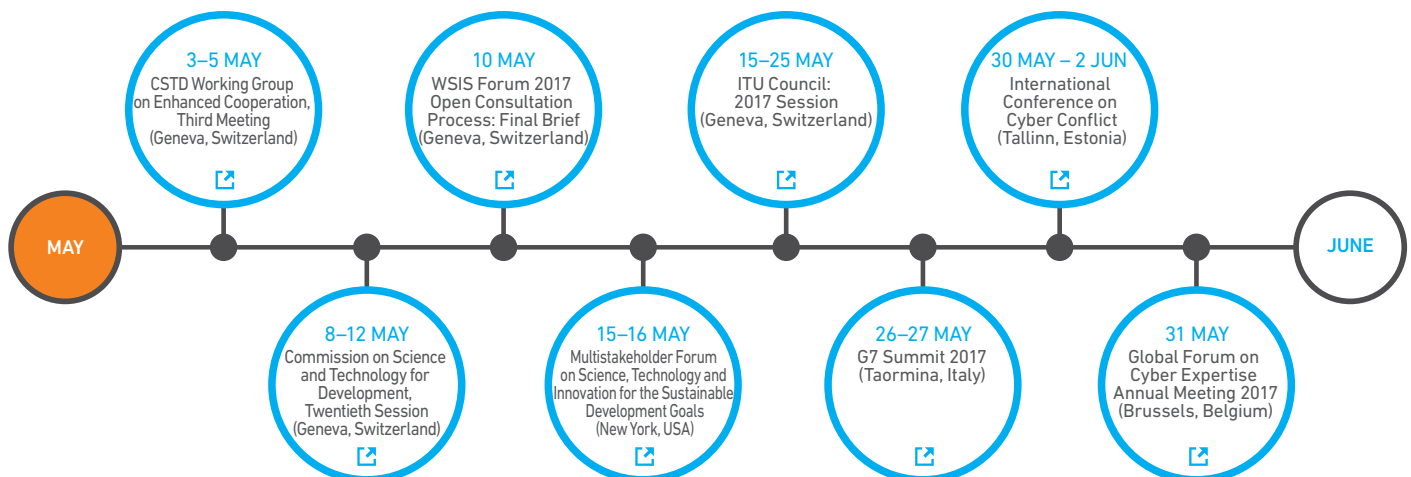 MAY
3–5 MAY
CSTD Working Group
on Enhanced Cooperation,
Third Meeting
(Geneva, Switzerland)
8–12 MAY
Commission on Science
and Technology for
Development,
Twentieth Session
(Geneva, Switzerland)
10 MAY
WSIS Forum 2017
Open Consultation
Process: Final Brief
(Geneva, Switzerland)
15–16 MAY
Multistakeholder Forum
on Science, Technology and
Innovation for the Sustainable
Development Goals
(New York, USA)
15–25 MAY
ITU Council:
2017 Session
(Geneva, Switzerland)
26–27 MAY
G7 Summit 2017
(Taormina, Italy)
30 MAY – 2 JUN
International
Conference on
Cyber Conflict
(Tallinn, Estonia)
31 MAY
Global Forum on
Cyber Expertise
Annual Meeting 2017
(Brussels, Belgium)
JUNE